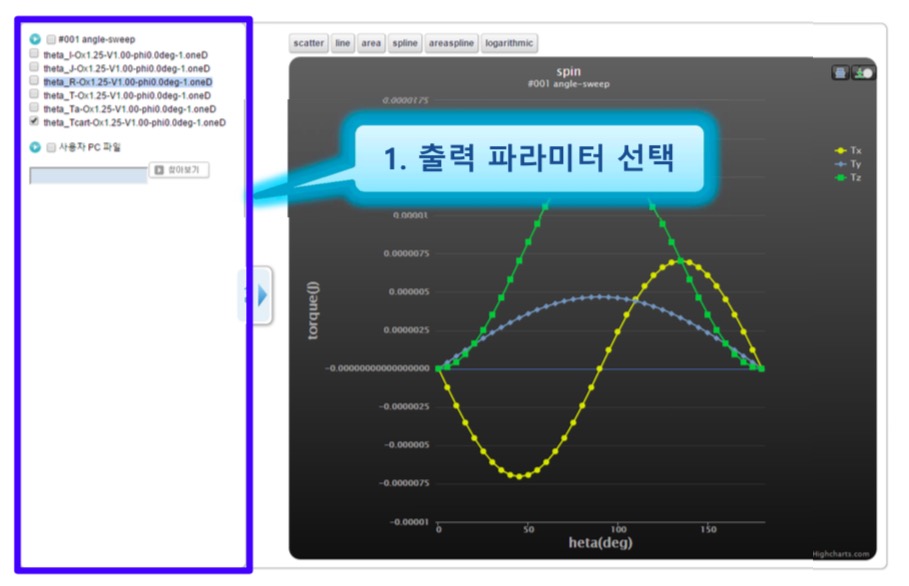 #001 angle-sweep
theta_I-Ox1.25-V1.00-phi0.0deg-1.oneD
theta_J-Ox1.25-V1.00-phi0.0deg-1.oneD
theta_R-Ox1.25-V1.00-phi0.0deg-1.oneD
theta_T-Ox1.25-V1.00-phi0.0deg-1.oneD
theta_Ta-Ox1.25-V1.00-phi0.0deg-1.oneD
theta_Tcart-Ox1.25-V1.00-phi0.0deg-1.oneD
사용자 PC 파일
찾아보기
scatter line area spline areaspline logarithmic
spin
#001 angle-sweep
1. 출력 파라미터 선택
Tx
Ty
Tz
0.0000175
0.00001
0.0000075
0.000005
0.0000025
-0.00000000000000000
-0.0000025
-0.000005
-0.0000075
-0.00001
torque(J)
0 50 100 150
heta(deg)
Highcharts.com